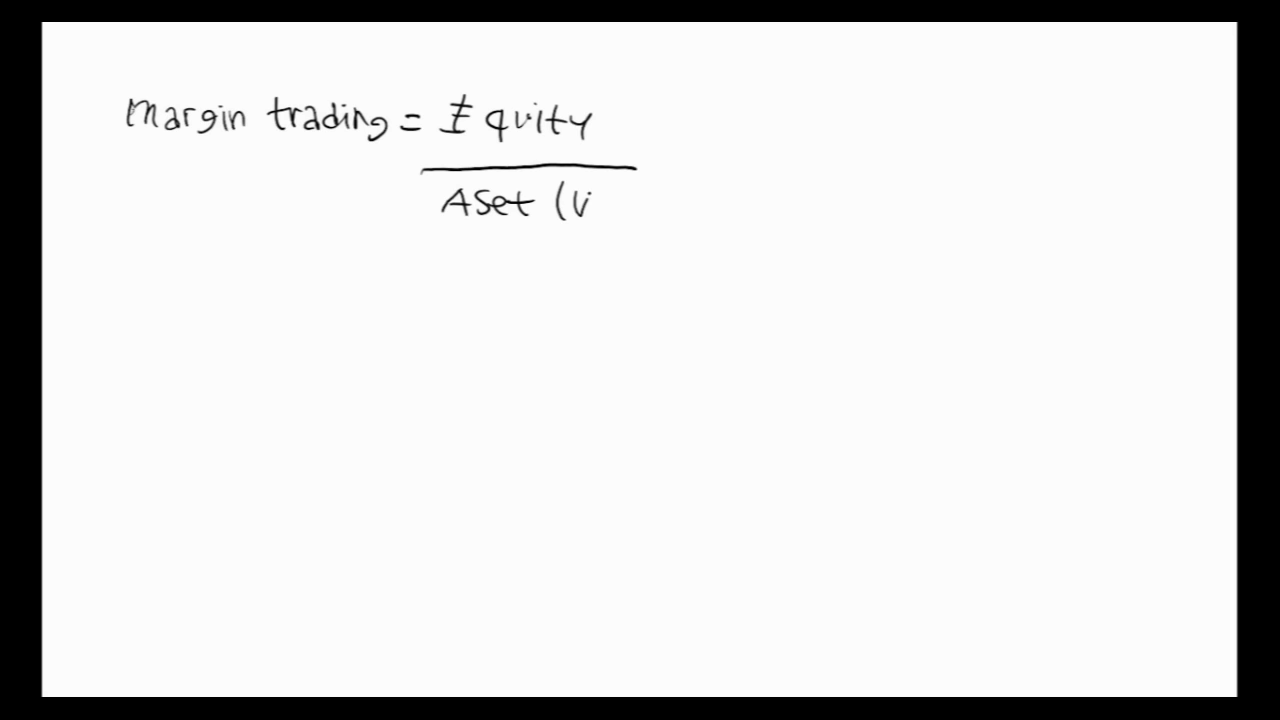 Margin trading = Equity
Aset (